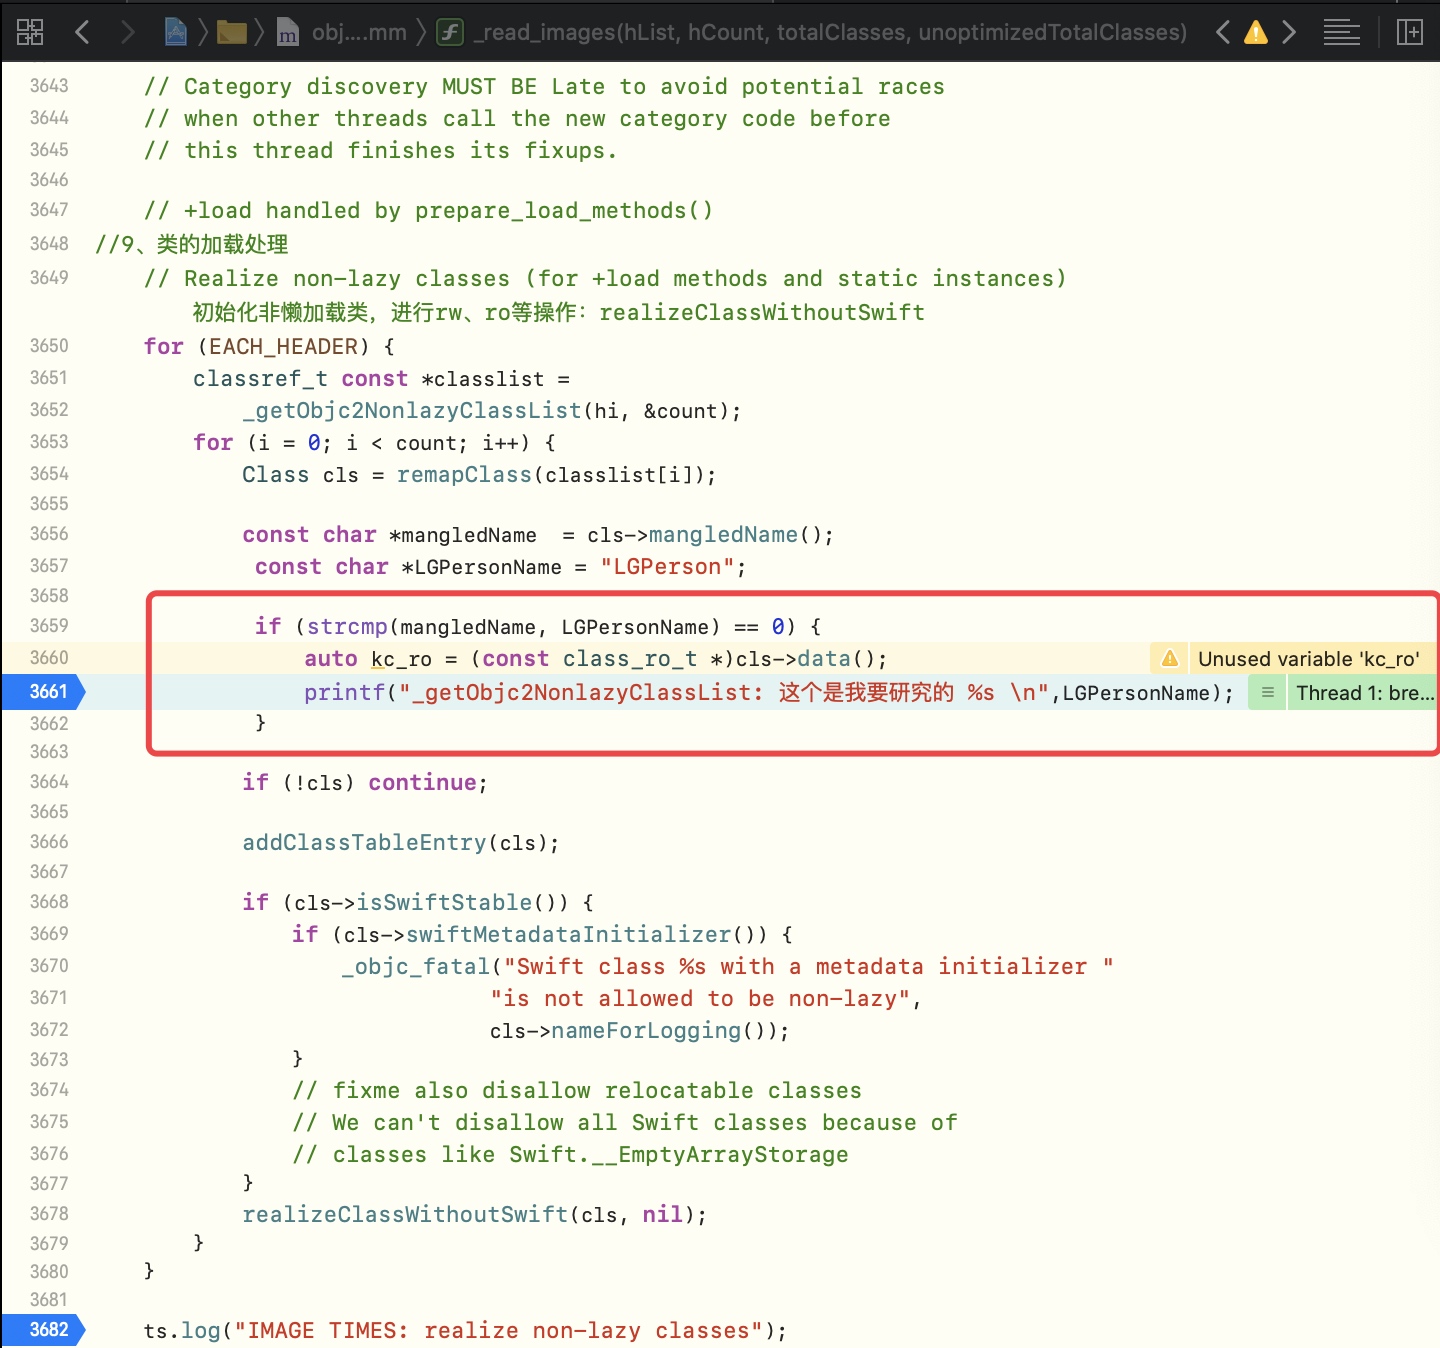 obj....mm _read_images(hList, hCount, totalClasses, unoptimizedTotalClasses)
3643 // Category discovery MUST BE Late to avoid potential races
3644 // when other threads call the new category code before
3645 // this thread finishes its fixups.
3646
3647 // +load handled by prepare_load_methods()
3648 //9、类的加载处理
3649 // Realize non-lazy classes (for +load methods and static instances)
初始化非懒加载类，进行rw、ro等操作：realizeClassWithoutSwift
3650 for (EACH_HEADER) {
3651 classref_t const *classlist =
3652 _getObjc2NonlazyClassList(hi, &count);
3653 for (i = 0; i < count; i++) {
3654 Class cls = remapClass(classlist[i]);
3655
3656 const char *mangledName  = cls->mangledName();
3657 const char *LGPersonName = "LGPerson";
3658
3659 if (strcmp(mangledName, LGPersonName) == 0) {
3660 auto kc_ro = (const class_ro_t *)cls->data(); Unused variable 'kc_ro'
3661 printf("_getObjc2NonlazyClassList: 这个是我要研究的 %s \n",LGPersonName); Thread 1: bre...
3662 }
3663
3664 if (!cls) continue;
3665
3666 addClassTableEntry(cls);
3667
3668 if (cls->isSwiftStable()) {
3669 if (cls->swiftMetadataInitializer()) {
3670 _objc_fatal("Swift class %s with a metadata initializer "
3671 "is not allowed to be non-lazy",
3672 cls->nameForLogging());
3673 }
3674 // fixme also disallow relocatable classes
3675 // We can't disallow all Swift classes because of
3676 // classes like Swift.__EmptyArrayStorage
3677 }
3678 realizeClassWithoutSwift(cls, nil);
3679 }
3680 }
3681
3682 ts.log("IMAGE TIMES: realize non-lazy classes");